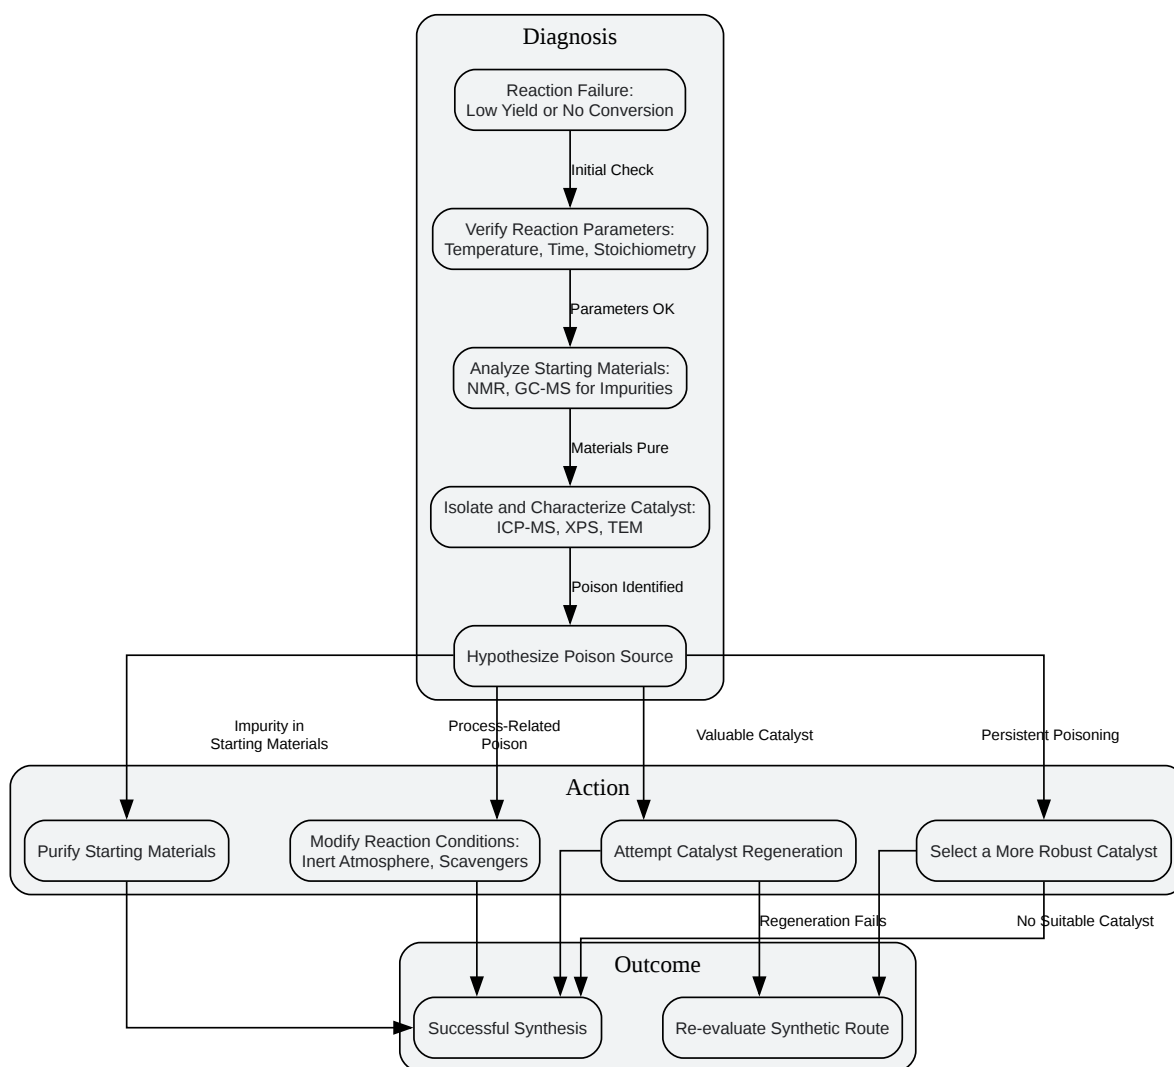 Diagnosis
Reaction Failure:
Low Yield or No Conversion
Initial Check
Verify Reaction Parameters:
Temperature, Time, Stoichiometry
Parameters OK
Analyze Starting Materials:
NMR, GC-MS for Impurities
Materials Pure
Isolate and Characterize Catalyst:
ICP-MS, XPS, TEM
Poison Identified
Hypothesize Poison Source
Impurity in
Starting Materials
Process-Related
Poison
Valuable Catalyst
Persistent Poisoning
Action
Purify Starting Materials
Modify Reaction Conditions:
Inert Atmosphere, Scavengers
Attempt Catalyst Regeneration
Select a More Robust Catalyst
Regeneration Fails
No Suitable Catalyst
Outcome
Successful Synthesis
Re-evaluate Synthetic Route